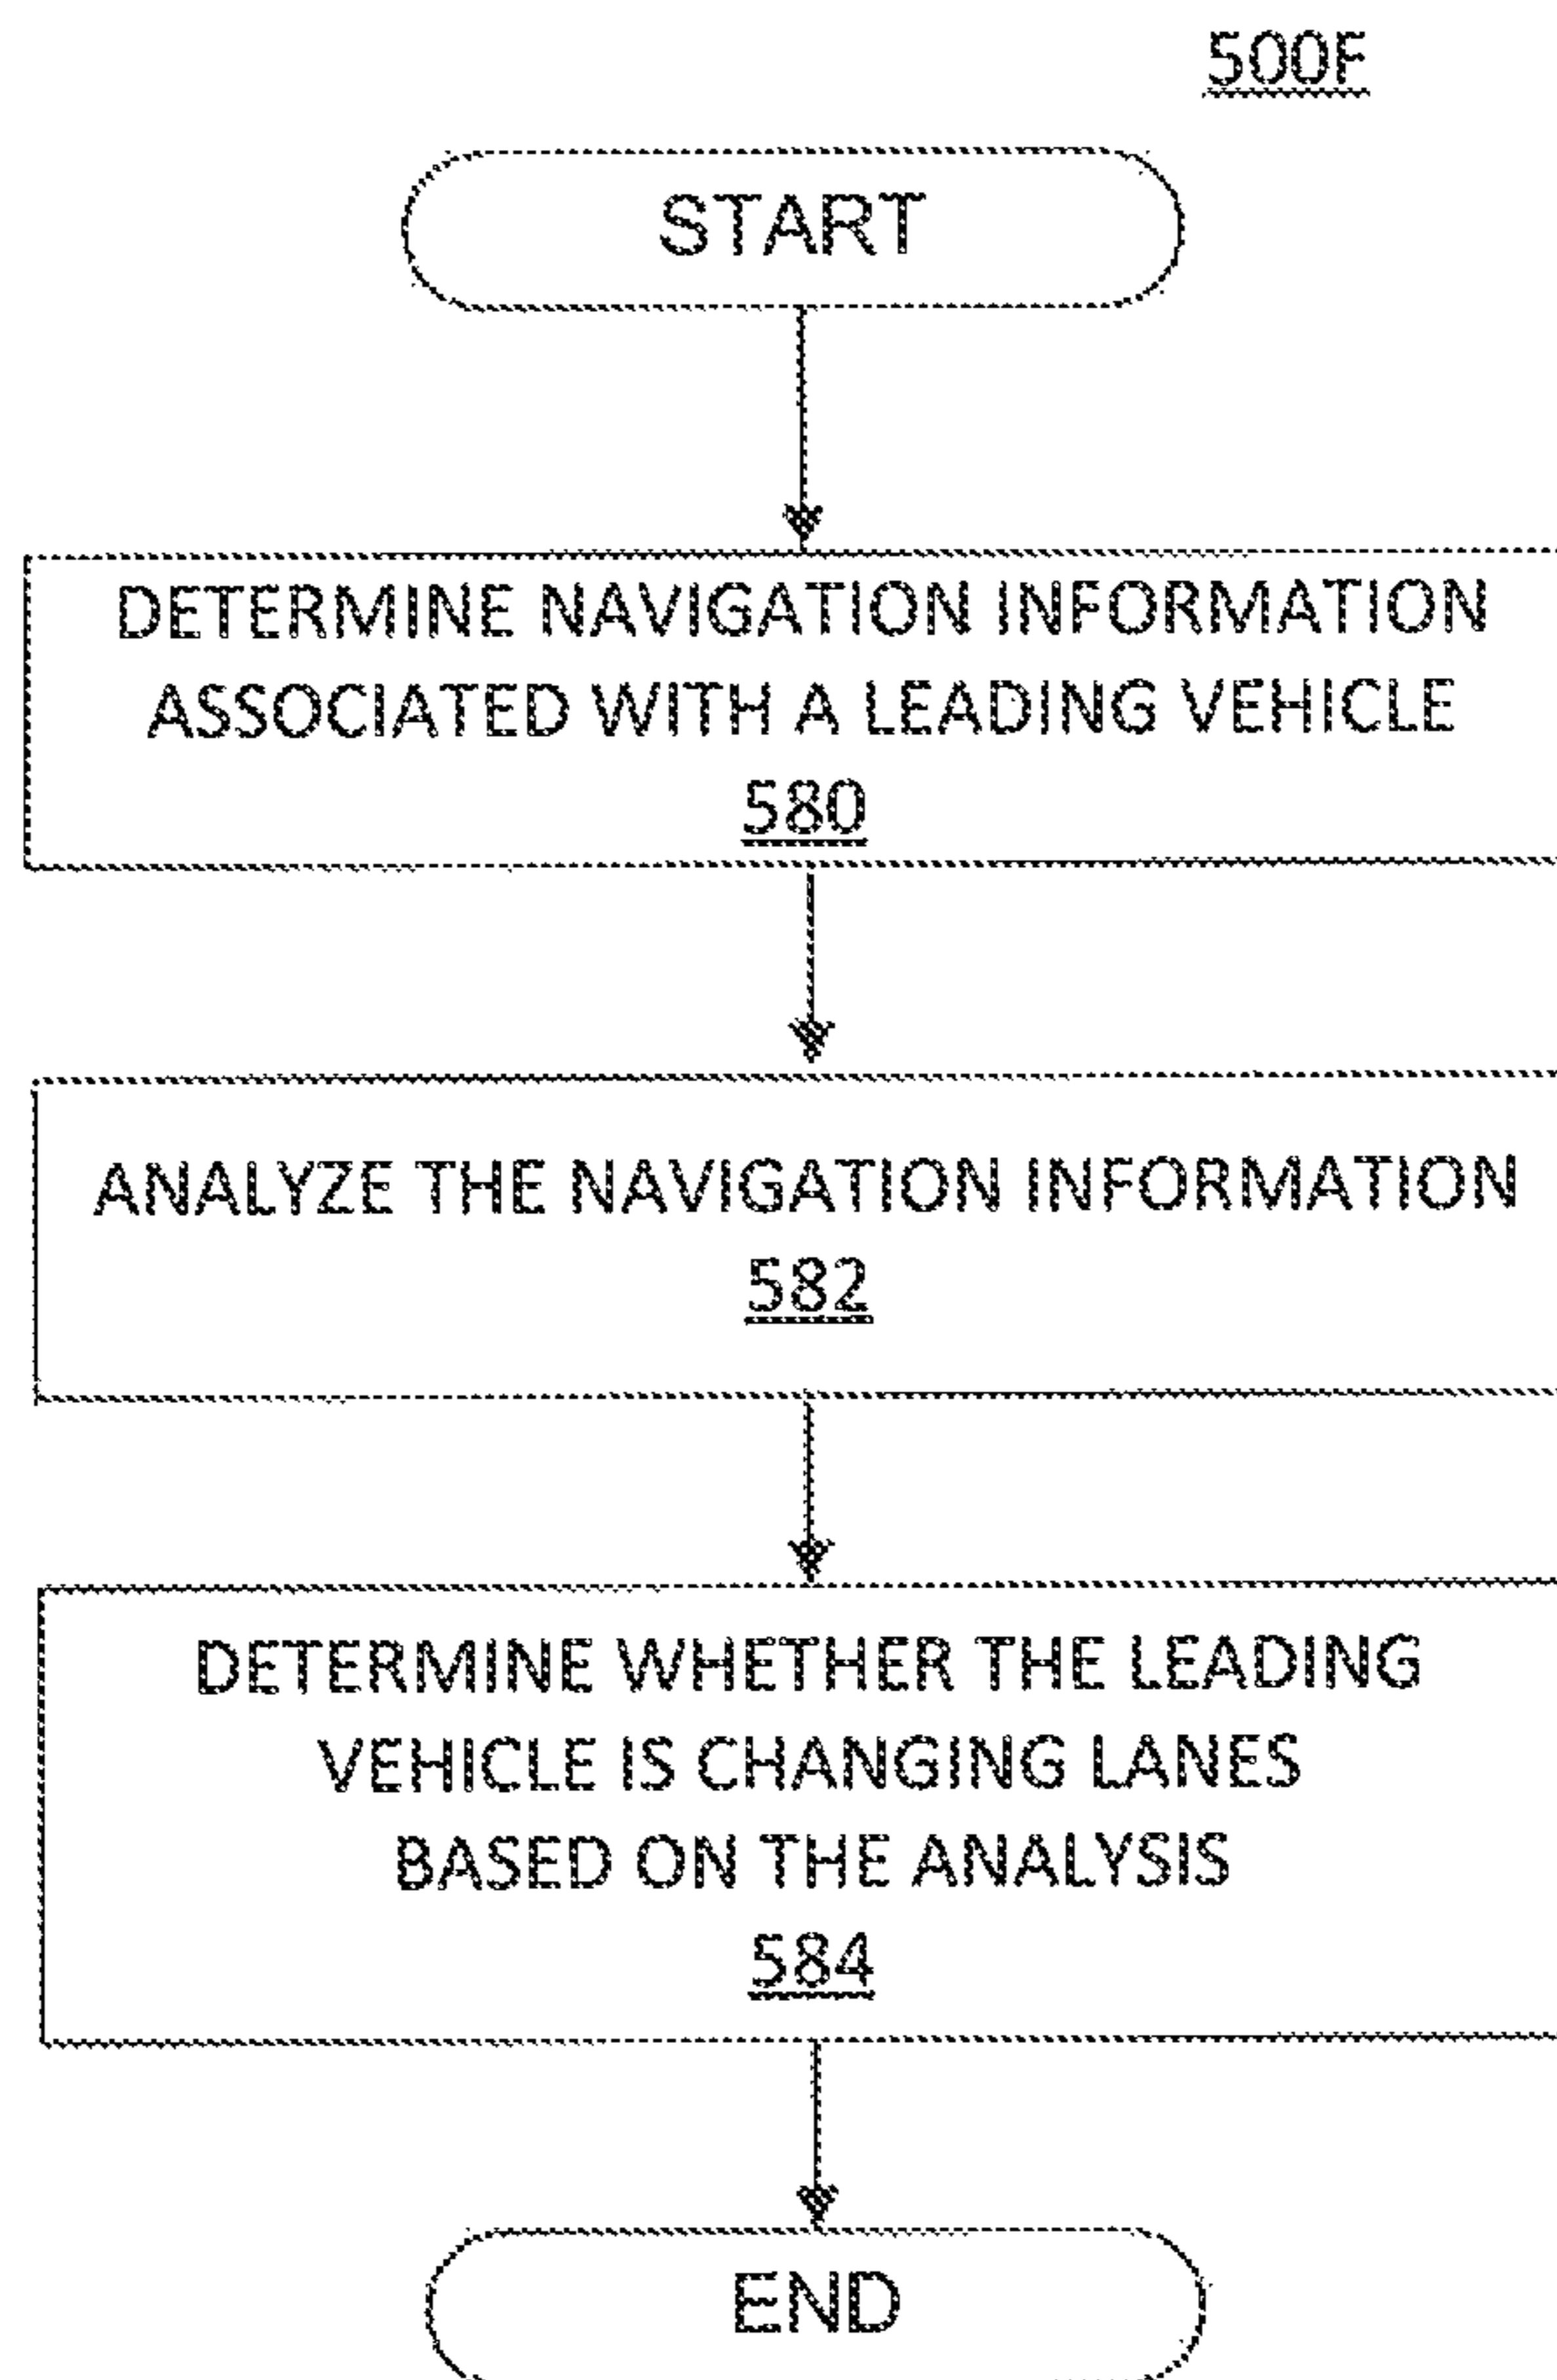 500F
START
DETERMINE NAVIGATION INFORMATION
ASSOCIATED WITH A LEADING VEHICLE
580
ANALYZE THE NAVIGATION INFORMATION
582
DETERMINE WHETHER THE LEADING
VEHICLE IS CHANGING LANES
BASED ON THE ANALYSIS
584
END